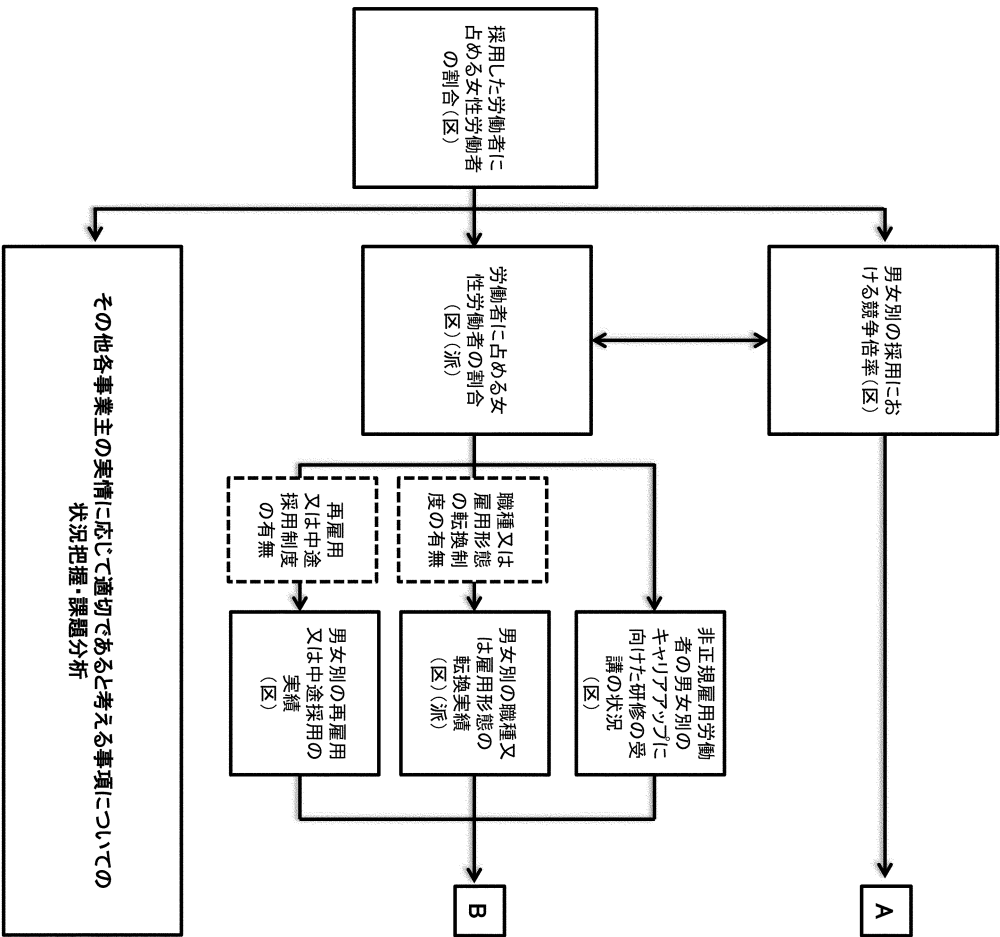 採用した労働者に
占める女性労働者
の割合(区)
男女別の採用にお
ける競争倍率(区)
A
労働者に占める女
性労働者の割合
(区)(派)
非正規雇用労働
者の男女別の
キャリアアップに
向けた研修の受
講の状況
(区)
職種又は
雇用形態
の転換制
度の有無
男女別の職種又
は雇用形態の
転換実績
(区)(派)
再雇用
又は中途
採用制度
の有無
男女別の再雇用
又は中途採用の
実績
(区)
B
その他各事業主の実情に応じて適切であると考える事項についての
状況把握・課題分析